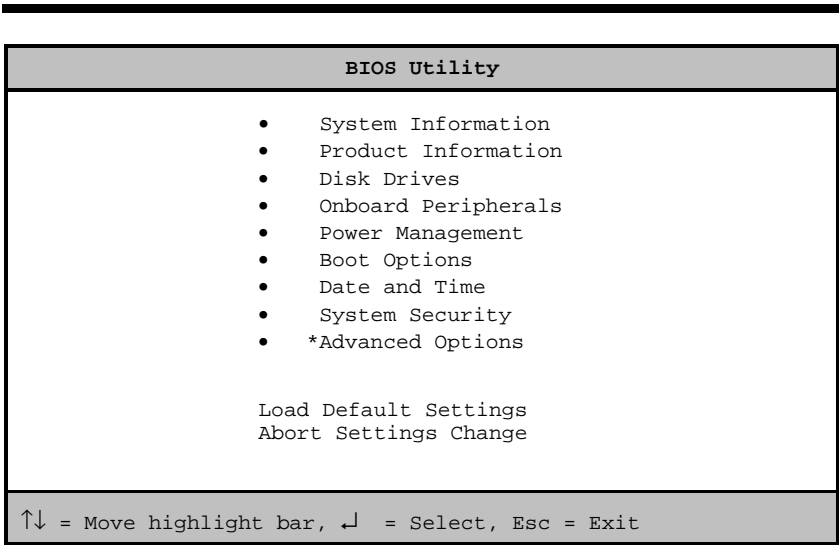 BIOS Utility
• System Information
• Product Information
• Disk Drives
• Onboard Peripherals
• Power Management
• Boot Options
• Date and Time
• System Security
• *Advanced Options
Load Default Settings
Abort Settings Change
↑↓ = Move highlight bar, ↵ = Select, Esc = Exit